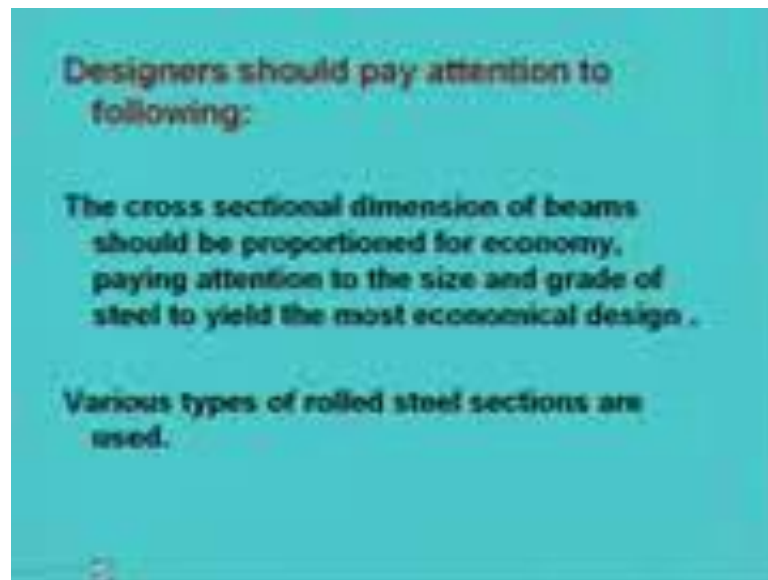 Designers should pay attention to
following:
The cross sectional dimension of beams
should be proportioned for economy,
paying attention to the size and grade of
steel to yield the most economical design .
Various types of rolled steel sections are
used.